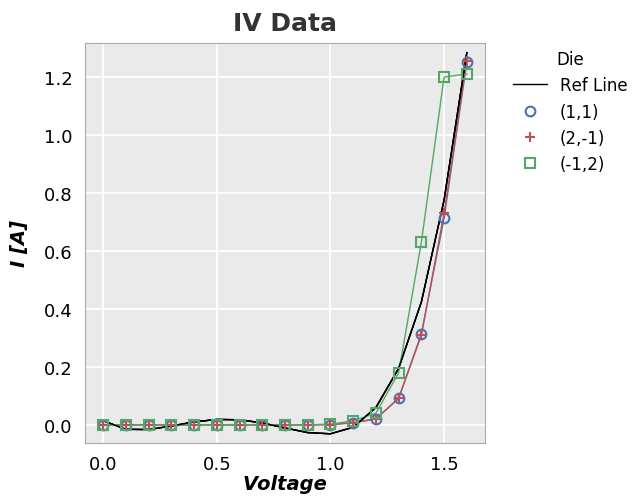 IV Data
Die
Ref Line
(1,1)
(2,-1)
(-1,2)
I [A]
1.2
1.0
0.8
0.6
0.4
0.2
0.0
0.0 0.5 1.0 1.5
Voltage